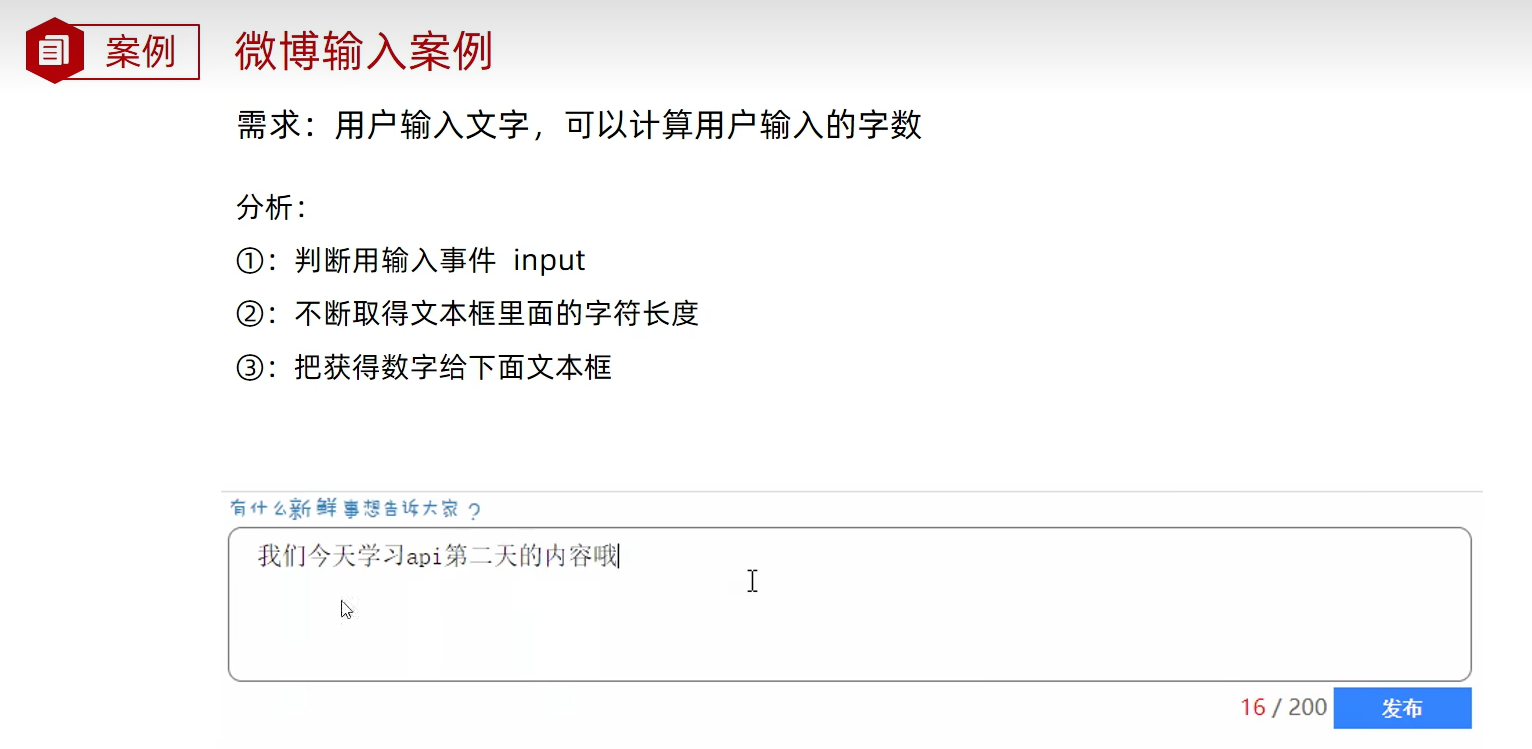 案例
微博输入案例
需求：用户输入文字，可以计算用户输入的字数
分析：
①：判断用输入事件 input
②：不断取得文本框里面的字符长度
③：把获得数字给下面文本框
有什么新鲜事想告诉大家？
我们今天学习api第二天的内容哦
16 / 200
发布